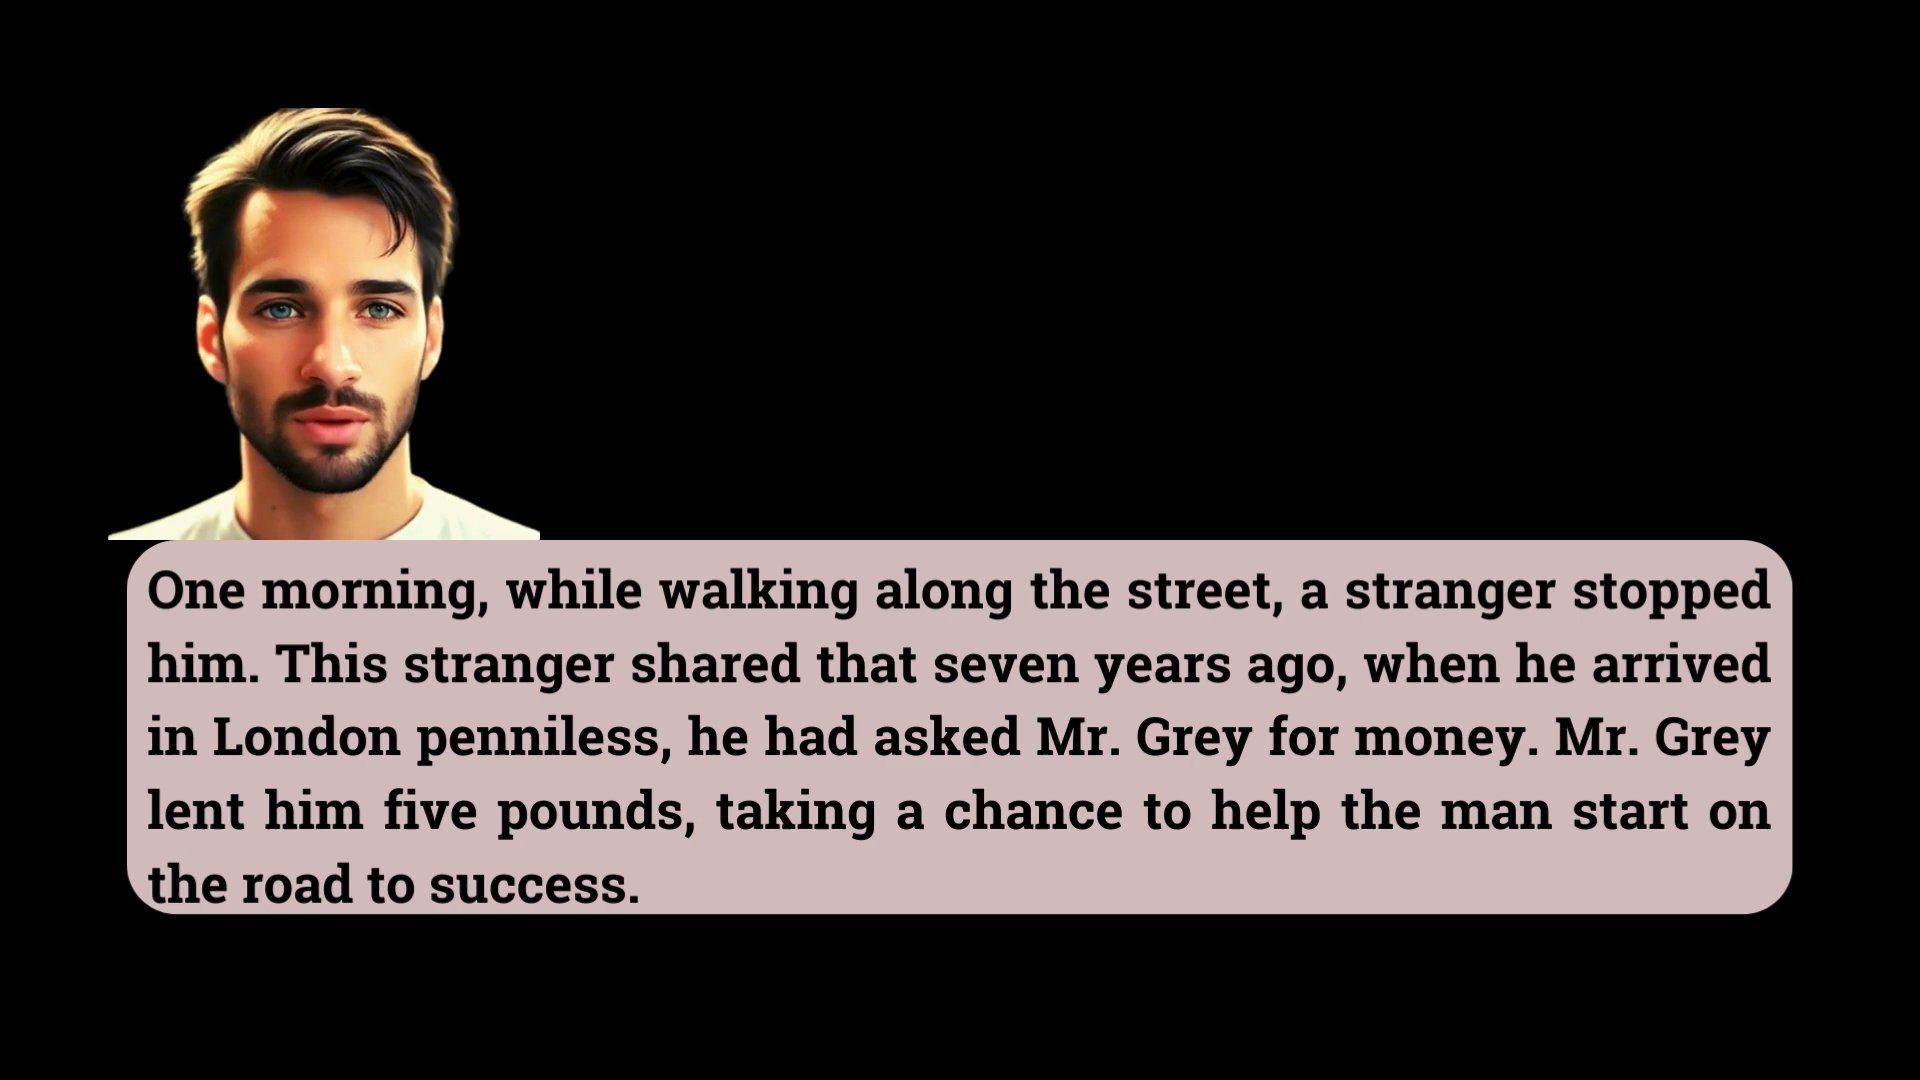 One morning, while walking along the street, a stranger stopped
him. This stranger shared that seven years ago, when he arrived
in London penniless, he had asked Mr. Grey for money. Mr. Grey
lent him five pounds, taking a chance to help the man start on
the road to success.